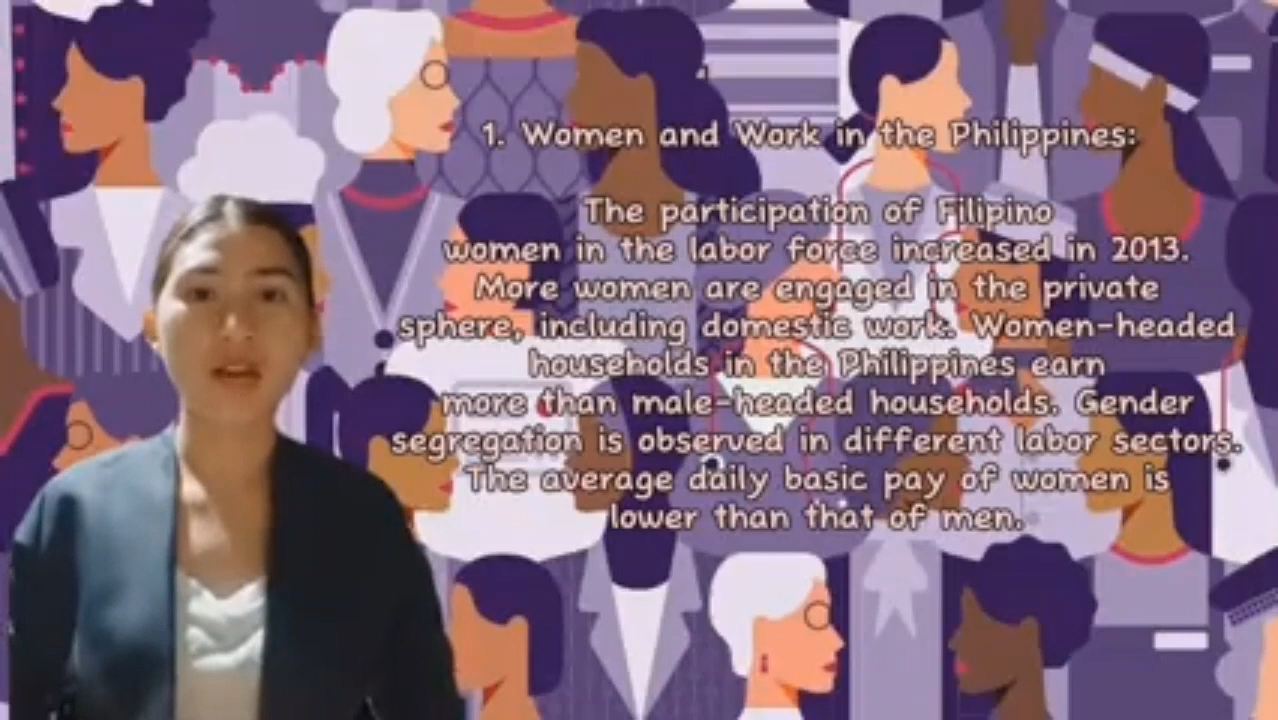 1. Women and Work in the Philippines:
The participation of Filipino
women in the labor force increased in 2013.
More women are engaged in the private
sphere, including domestic work. Women-headed
households in the Philippines earn
more than male-headed households. Gender
segregation is observed in different labor sectors.
The average daily basic pay of women is
lower than that of men.